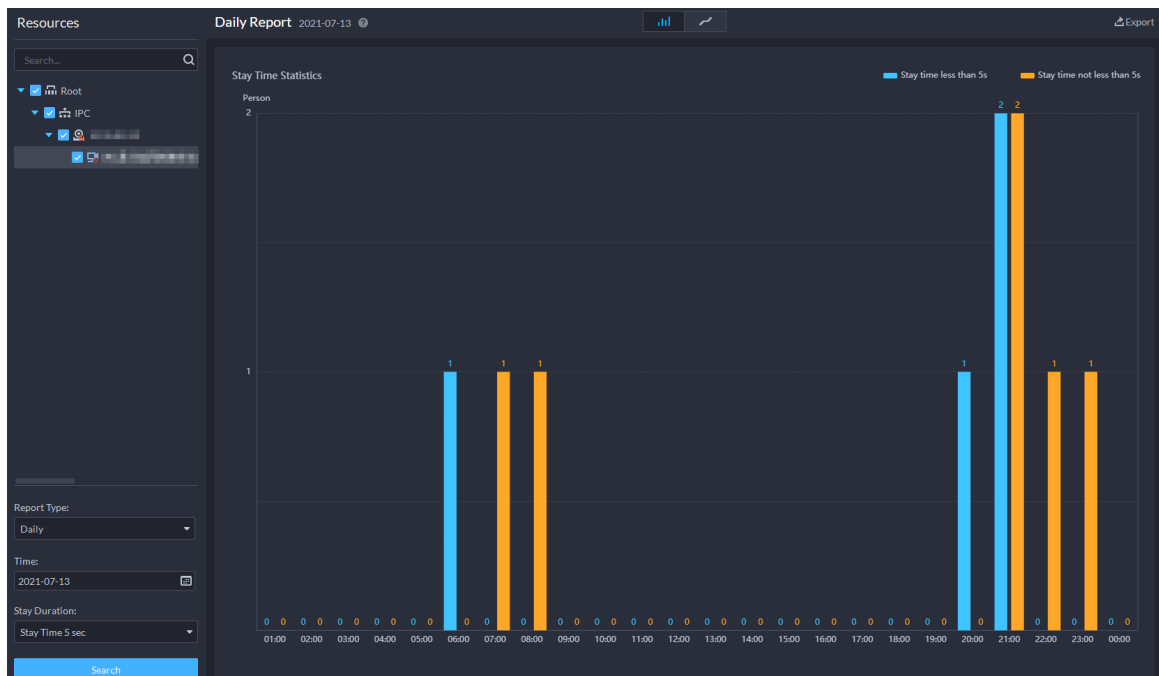 Resources
Search...
Root
IPC
Report Type:
Daily
Time:
2021-07-13
Stay Duration:
Stay Time 5 sec
Search
Daily Report 2021-07-13
Export
Stay Time Statistics
Stay time less than 5s Stay time not less than 5s
Person
2 2
2
1 1 1 1 1 1
1
0 0 0 0 0 0 0 0 0 0 0 0 0 0 0 0 0 0 0 0 0 0 0 0 0 0 0 0 0 0 0 0 0 0 0 0 0 0 0 0
01:00 02:00 03:00 04:00 05:00 06:00 07:00 08:00 09:00 10:00 11:00 12:00 13:00 14:00 15:00 16:00 17:00 18:00 19:00 20:00 21:00 22:00 23:00 00:00